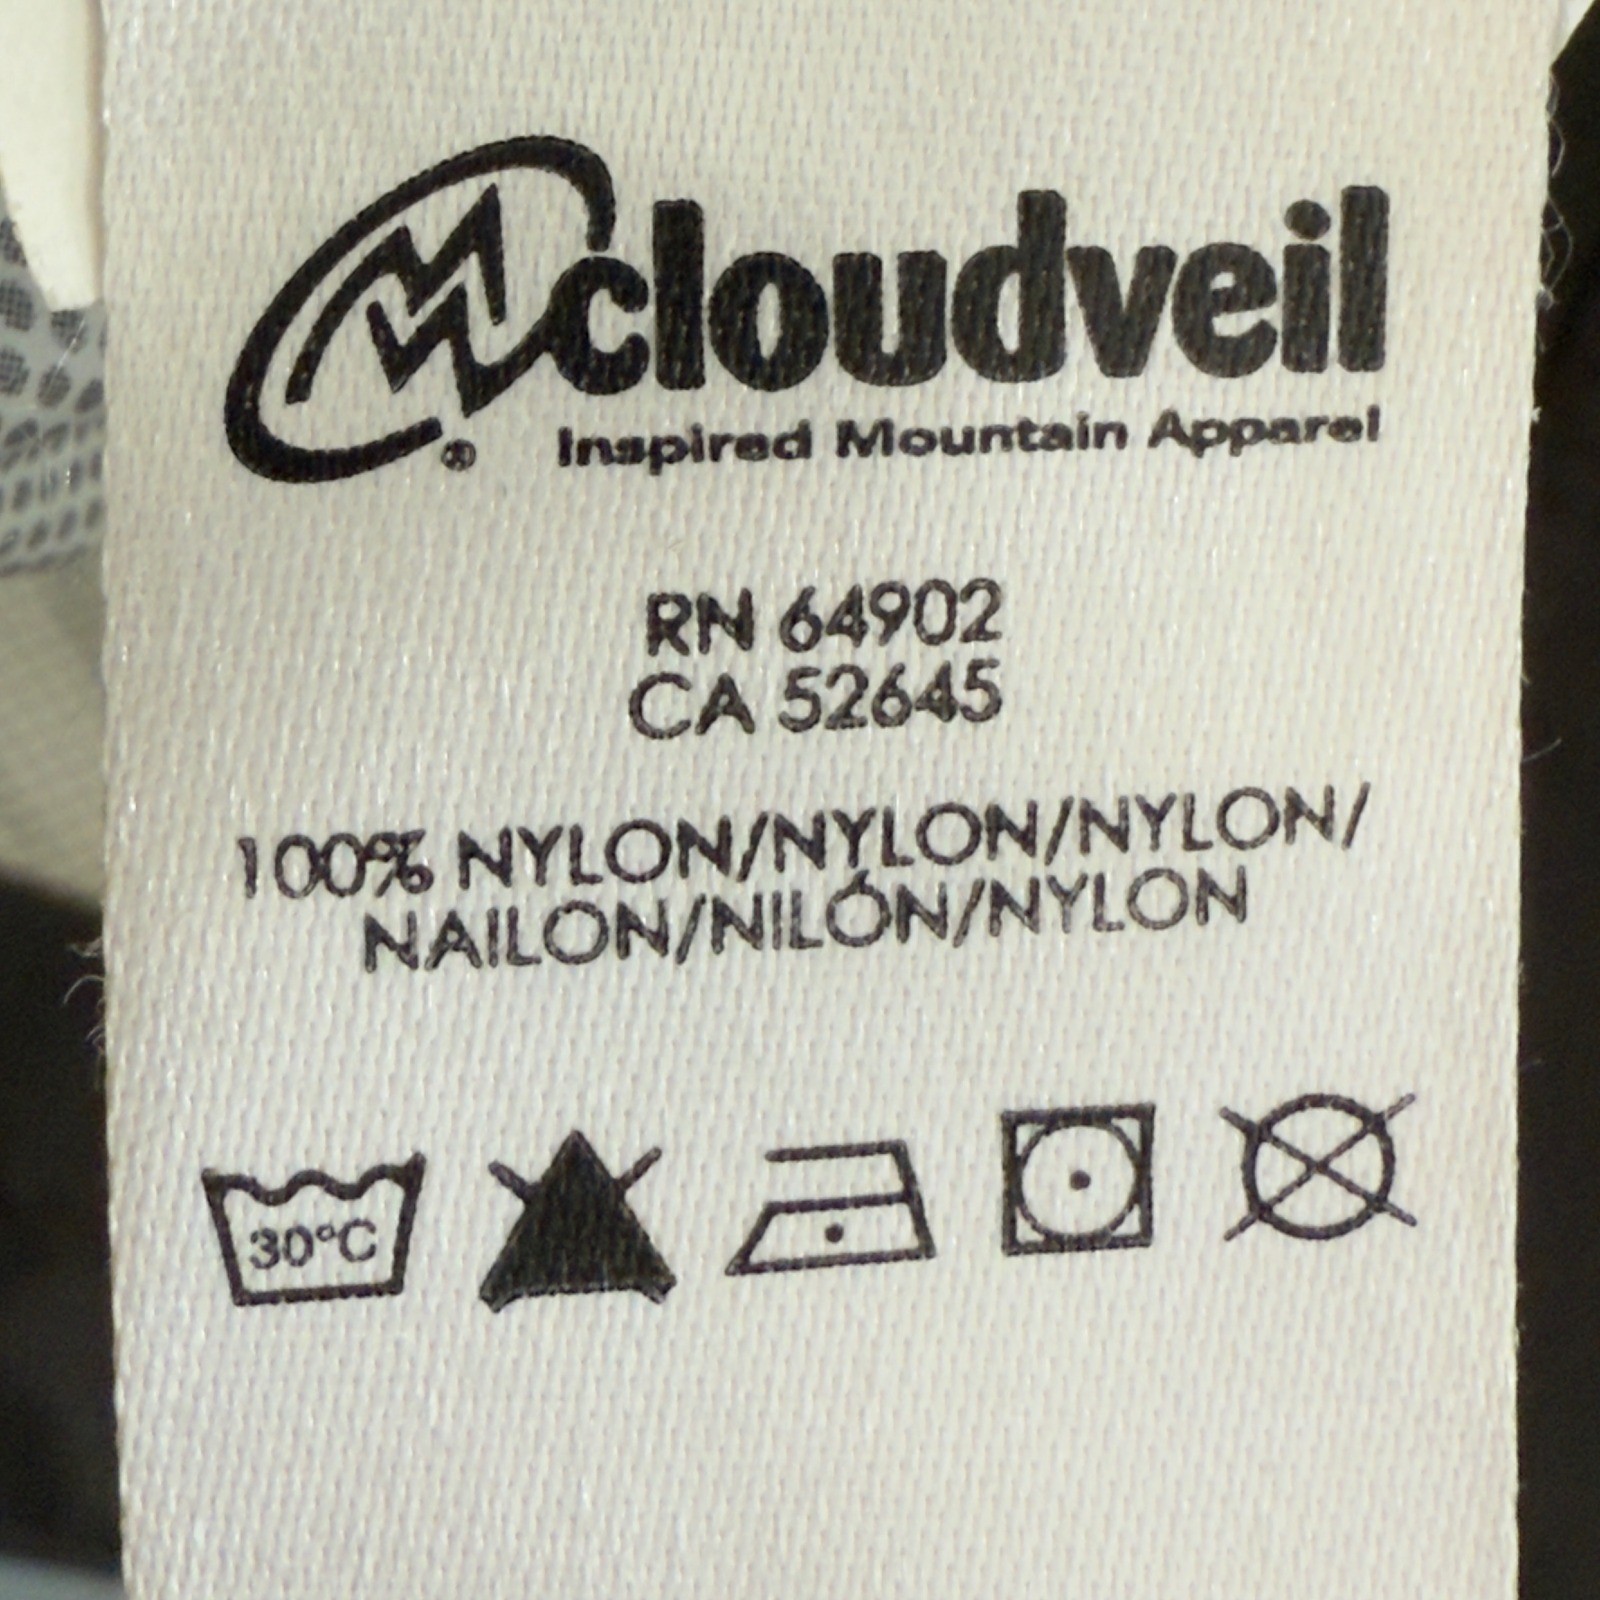 cloudveil
® Inspired Mountain Apparel
RN 64902
CA 52645
100% NYLON/NYLON/NYLON/
NAILON/NILÓN/NYLON
30°C